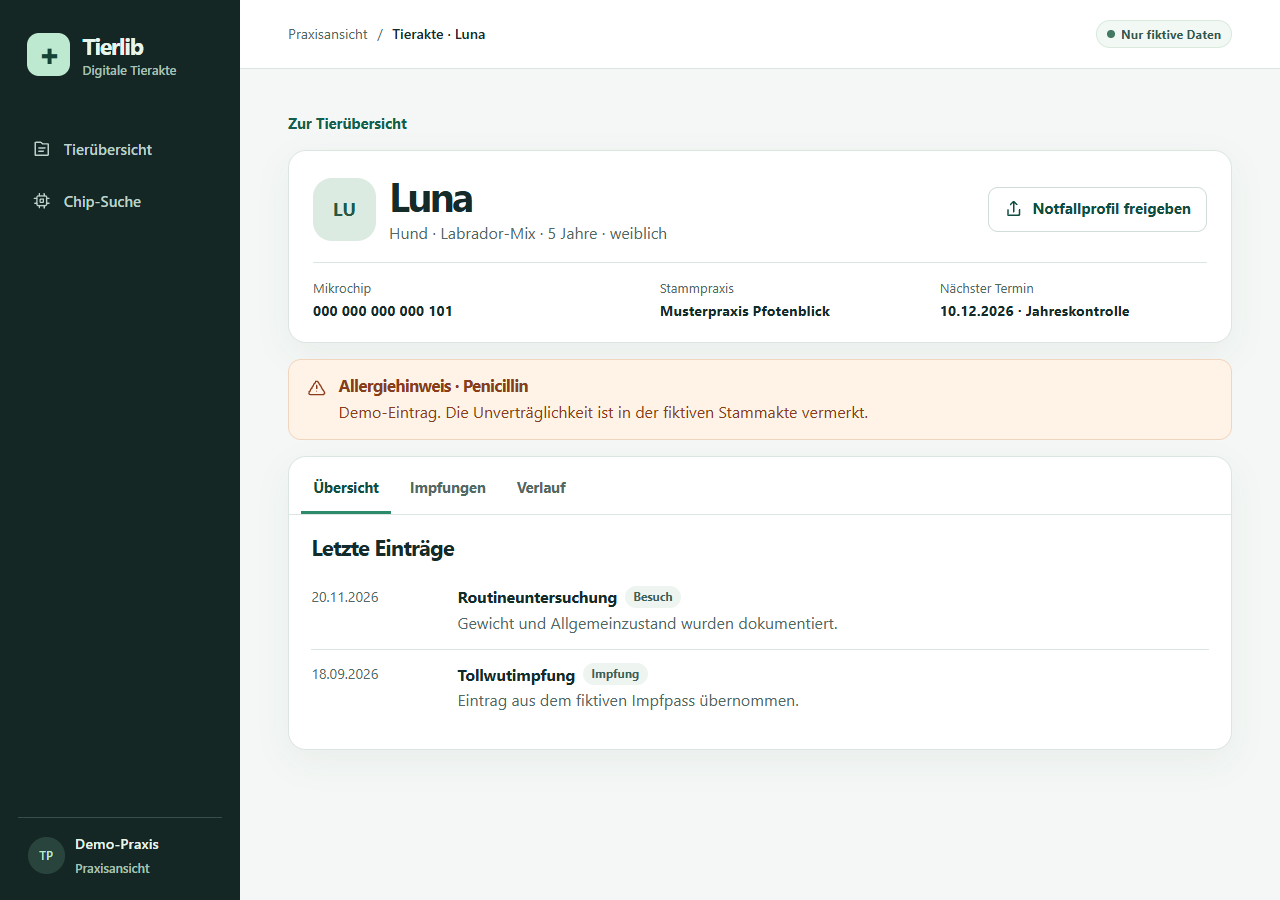 Tierlib
Digitale Tierakte
Tierübersicht
Chip-Suche
TP
Demo-Praxis
Praxisansicht
Praxisansicht / Tierakte · Luna
Nur fiktive Daten
Zur Tierübersicht
LU
Luna
Hund · Labrador-Mix · 5 Jahre · weiblich
Notfallprofil freigeben
Mikrochip
000 000 000 000 101
Stammpraxis
Musterpraxis Pfotenblick
Nächster Termin
10.12.2026 · Jahreskontrolle
Allergiehinweis · Penicillin
Demo-Eintrag. Die Unverträglichkeit ist in der fiktiven Stammakte vermerkt.
Übersicht Impfungen Verlauf
Letzte Einträge
20.11.2026 Routineuntersuchung Besuch
Gewicht und Allgemeinzustand wurden dokumentiert.
18.09.2026 Tollwutimpfung Impfung
Eintrag aus dem fiktiven Impfpass übernommen.